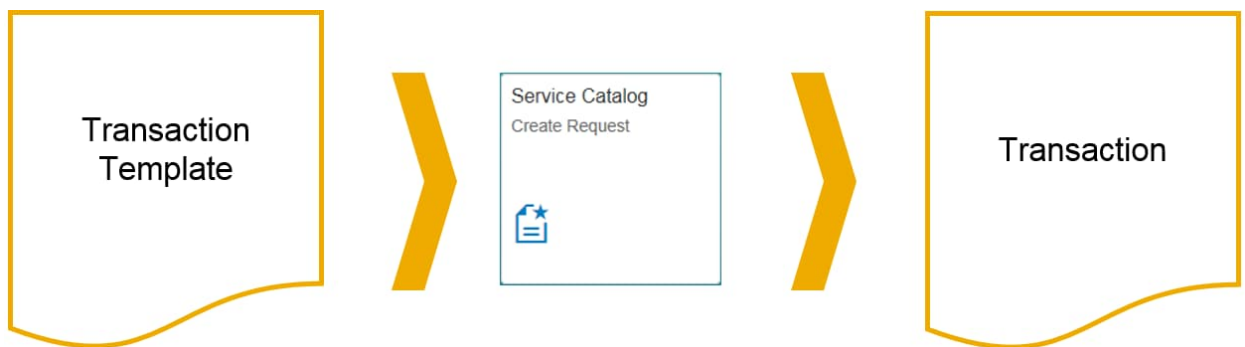 Transaction
Template
Service Catalog
Create Request
Transaction